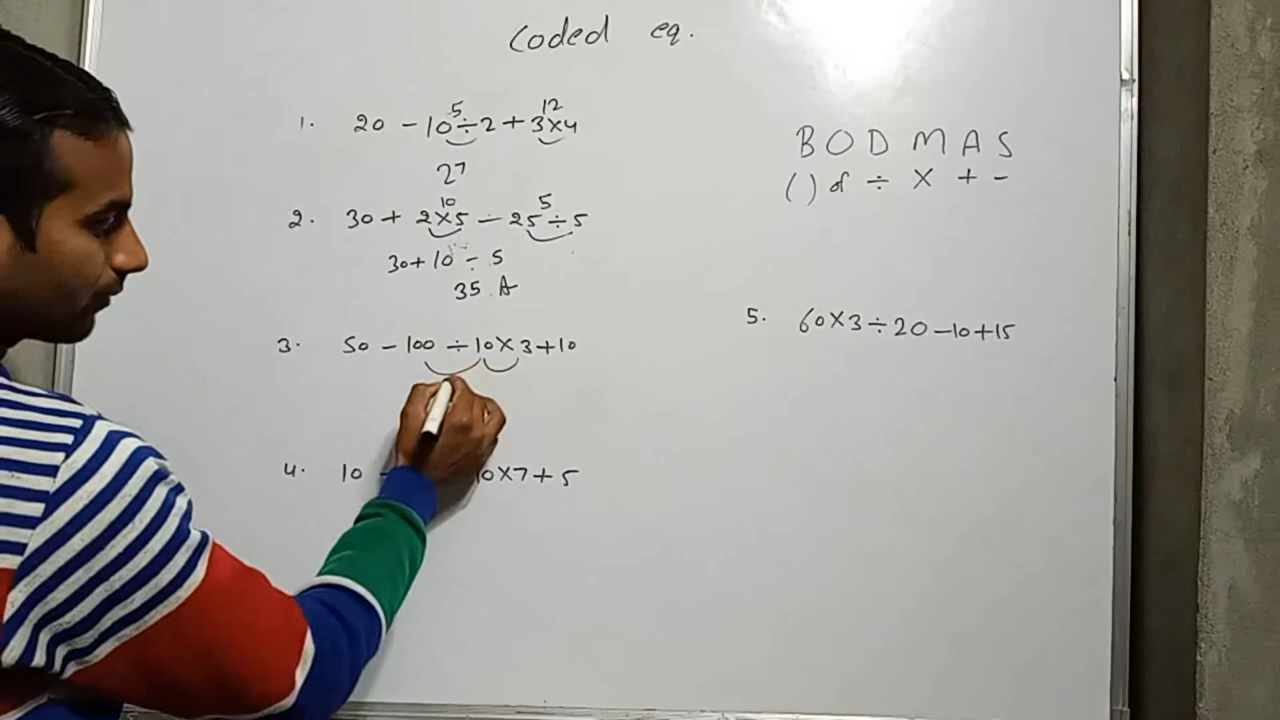 Coded eq.
1. 20 - 10 ÷ 2 + 3 × 4
5 12
27
2. 30 + 2 × 5 - 25 ÷ 5
10 5
30 + 10 - 5
35 A
3. 50 - 100 ÷ 10 × 3 + 10
4. 10 - 10 × 7 + 5
B O D M A S
( ) of ÷ × + -
5. 60 × 3 ÷ 20 - 10 + 15